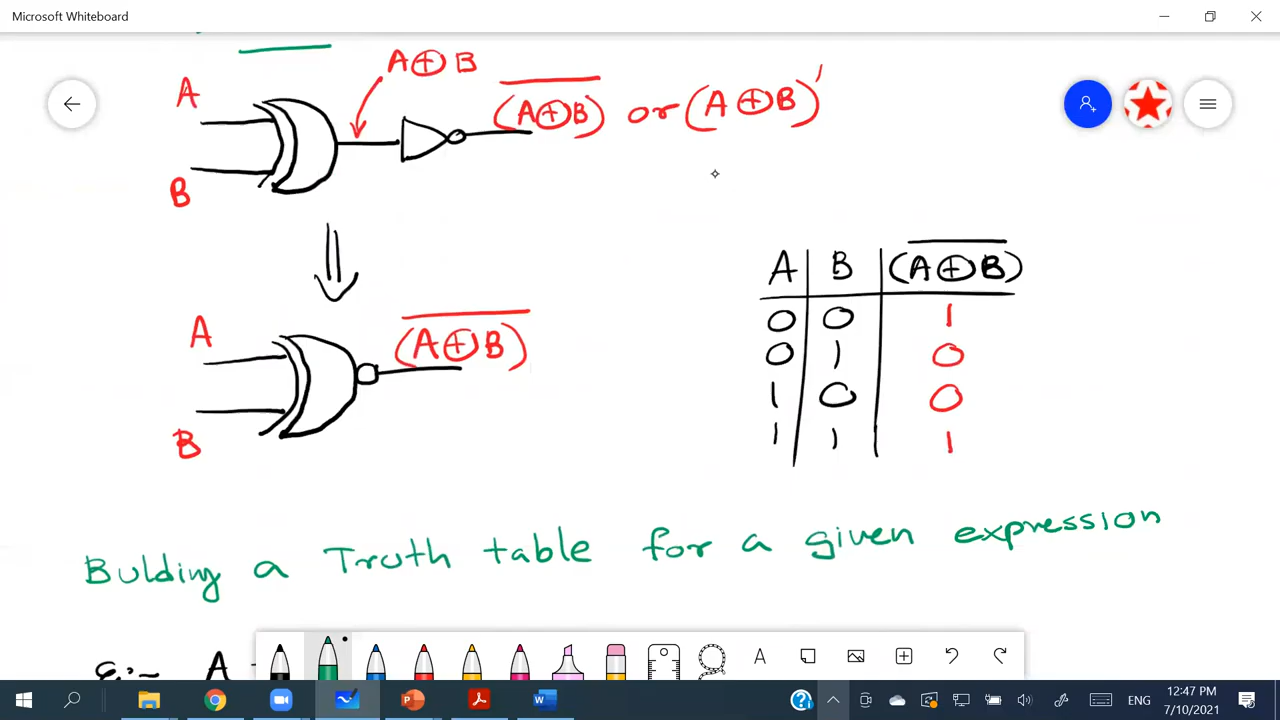 Microsoft Whiteboard
A⊕B
A
(A⊕B)̅ or (A⊕B)'
B
A B (A⊕B)̅
0 0 1
0 1 0
1 0 0
1 1 1
A
(A⊕B)̅
B
Bulding a Truth table for a given expression
A
ENG
12:47 PM
7/10/2021